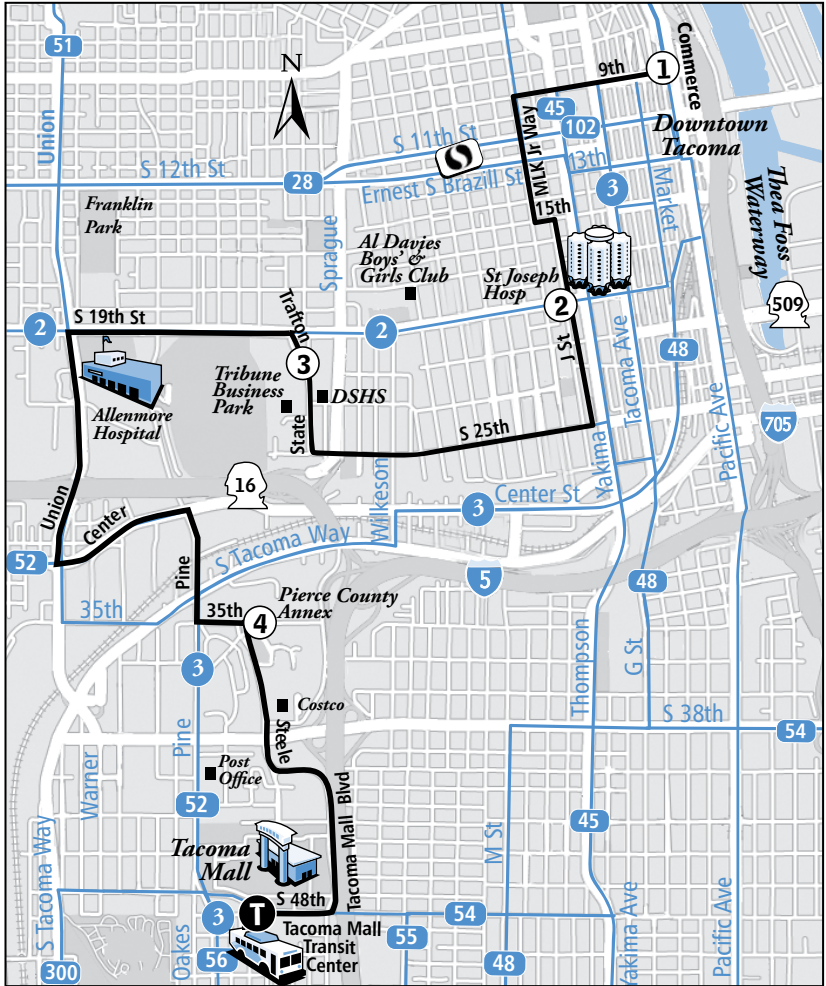 51
N
9th
1
Commerce
Union
45
102
Downtown
Tacoma
S 11th St
MLK Jr Way
13th
S 12th St
28
Ernest S Brazill St
3
Market
Thea Foss
Waterway
Franklin
Park
15th
Sprague
Al Davies
Boys' &
Girls Club
St Joseph
Hosp
2
509
Trafton
S 19th St
2
2
J St
Tacoma Ave
48
3
Tribune
Business
Park
DSHS
Allenmore
Hospital
State
S 25th
Yakima
Pacific Ave
705
16
Wilkeson
Center St
3
Union
Center
S Tacoma Way
52
Pine
5
48
35th
35th
4
Pierce County
Annex
3
Thompson
G St
Costco
S 38th
54
Steele
Pine
Post
Office
Warner
52
Tacoma Mall Blvd
45
M St
Tacoma
Mall
S Tacoma Way
S 48th
3
T
54
Tacoma Mall
Transit
Center
55
Oakes
56
300
48
Yakima Ave
Pacific Ave